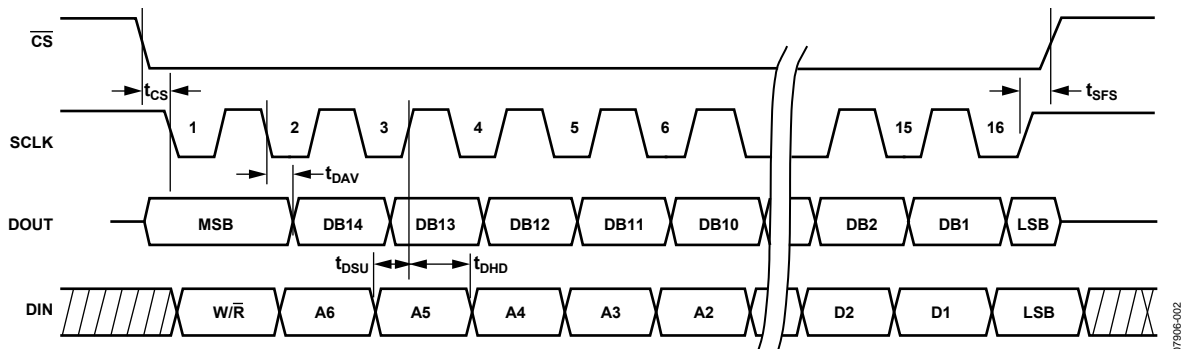 CS
tCS
tSFS
SCLK 1 2 3 4 5 6 15 16
tDAV
DOUT MSB DB14 DB13 DB12 DB11 DB10 DB2 DB1 LSB
tDSU tDHD
DIN W/R A6 A5 A4 A3 A2 D2 D1 LSB
07906-002